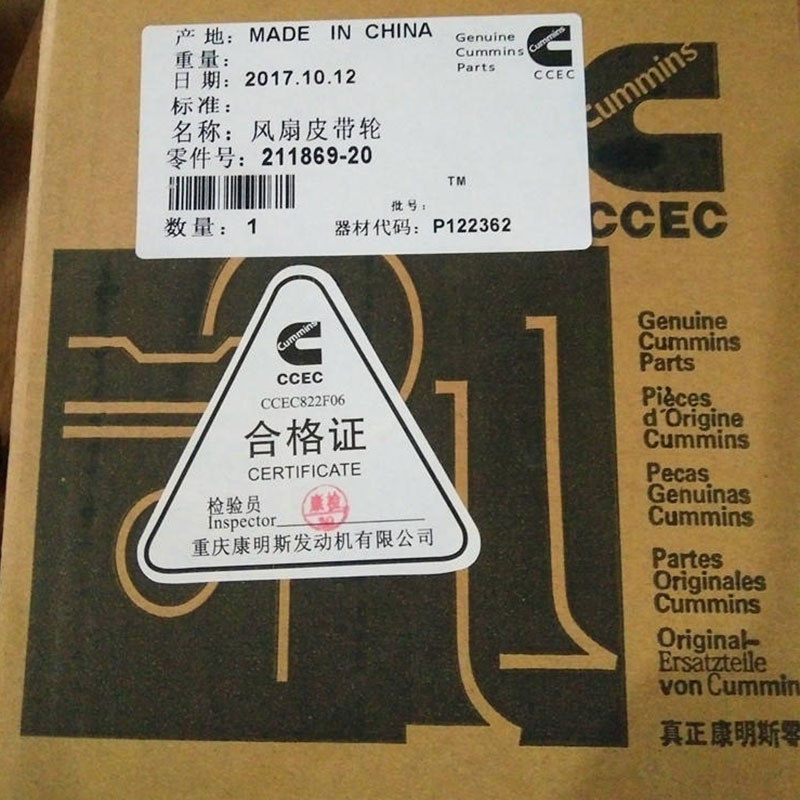 产 地： MADE IN CHINA
重量：
日 期： 2017.10.12
标准：
名称： 风扇皮带轮
零件号： 211869-20
TM
批号：
数量： 1
器材代码： P122362
Genuine
Cummins
Parts
Cummins
CCEC
Cummins
CCEC
Cummins
CCEC
CCEC822F06
合格证
CERTIFICATE
检验员
Inspector
康检
重庆康明斯发动机有限公司
Genuine
Cummins
Parts
Pièces
d'Origine
Cummins
Pecas
Genuinas
Cummins
Partes
Originales
Cummins
Original-
Ersatzteile
von Cummin
真正康明斯零